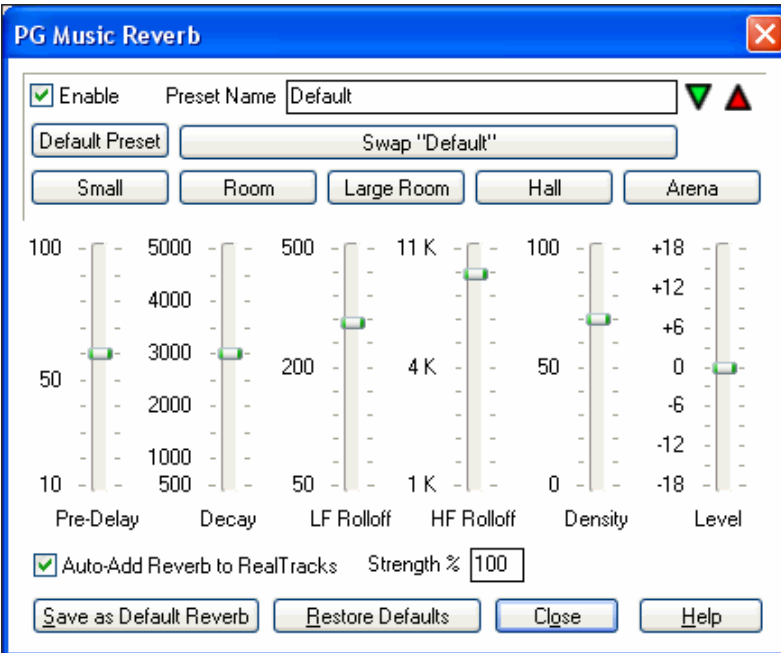 PG Music Reverb
Enable Preset Name Default
Default Preset Swap "Default"
Small Room Large Room Hall Arena
100 5000 500 11 K 100 +18
4000 +12
+6
3000
50 200 4 K 50 0
2000 -6
1000 -12
10 500 50 1 K 0 -18
Pre-Delay Decay LF Rolloff HF Rolloff Density Level
Auto-Add Reverb to RealTracks Strength % 100
Save as Default Reverb Restore Defaults Close Help